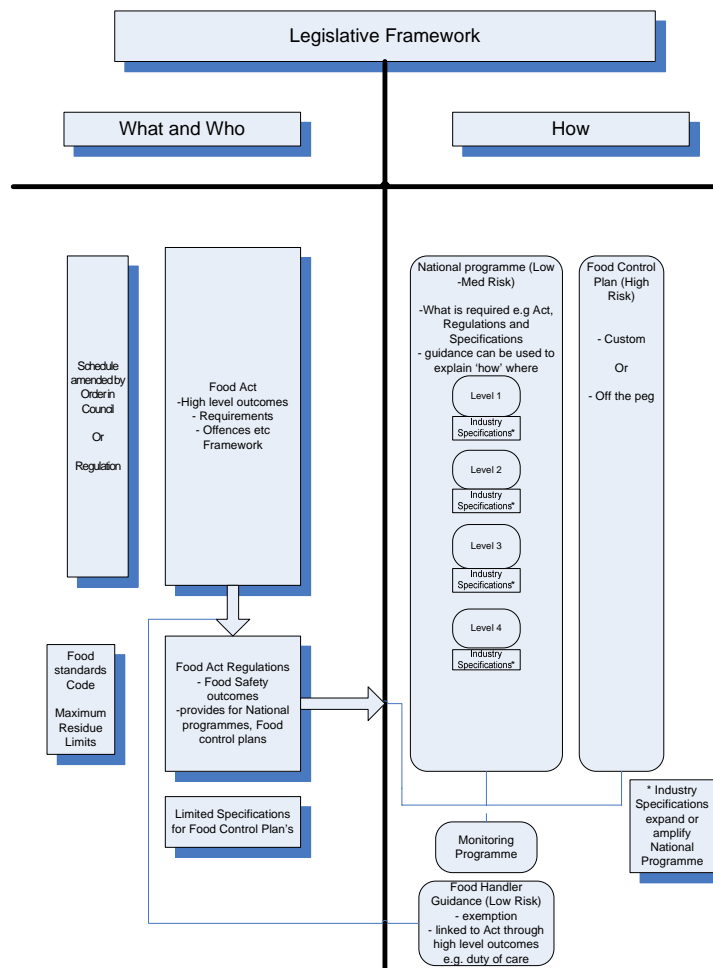 Legislative Framework
What and Who
How
Schedule
amended by
Order in
Council
Or
Regulation
Food Act
-High level outcomes
- Requirements
- Offences etc
Framework
National programme (Low
-Med Risk)
-What is required e.g Act,
Regulations and
Specifications
- guidance can be used to
explain ‘how’ where
Level 1
Industry
Specifications*
Level 2
Industry
Specifications*
Level 3
Industry
Specifications*
Level 4
Industry
Specifications*
Food Control
Plan (High
Risk)
- Custom
Or
- Off the peg
Food
standards
Code
Maximum
Residue
Limits
Food Act Regulations
- Food Safety
outcomes
-provides for National
programmes, Food
control plans
Limited Specifications
for Food Control Plan’s
Monitoring
Programme
* Industry
Specifications
expand or
amplify
National
Programme
Food Handler
Guidance (Low Risk)
- exemption
- linked to Act through
high level outcomes
e.g. duty of care